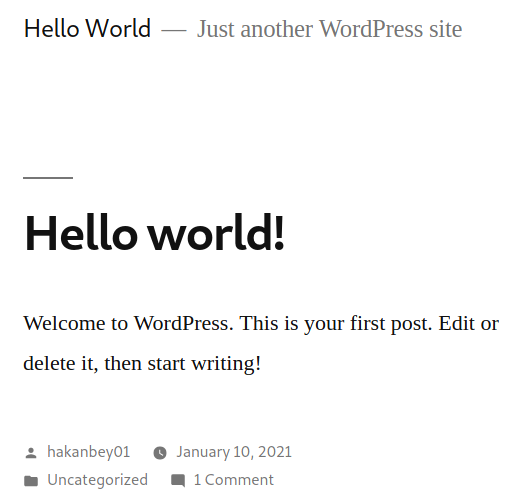 Hello World — Just another WordPress site
Hello world!
Welcome to WordPress. This is your first post. Edit or
delete it, then start writing!
hakanbey01 January 10, 2021
Uncategorized 1 Comment